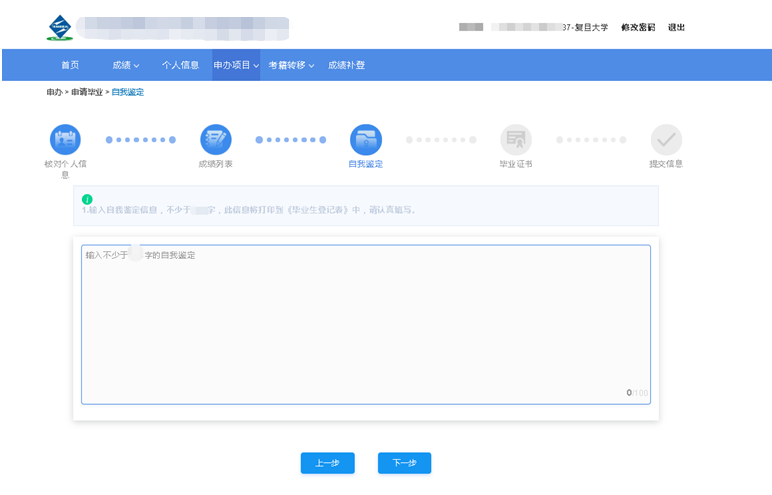 37-复旦大学 修改密码 退出
首页 成绩 个人信息 申办项目 考籍转移 成绩补登
申办 > 申请毕业 > 自我鉴定
核对个人信息 成绩列表 自我鉴定 毕业证书 提交信息
1.输入自我鉴定信息，不少于 字，此信息将打印到《毕业生登记表》中，请认真填写。
输入不少于 字的自我鉴定
0/100
上一步 下一步